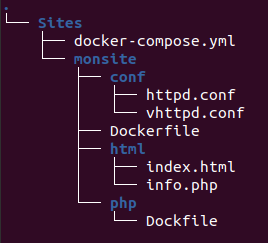 .
Sites
docker-compose.yml
monsite
conf
httpd.conf
vhttpd.conf
Dockerfile
html
index.html
info.php
php
Dockfile